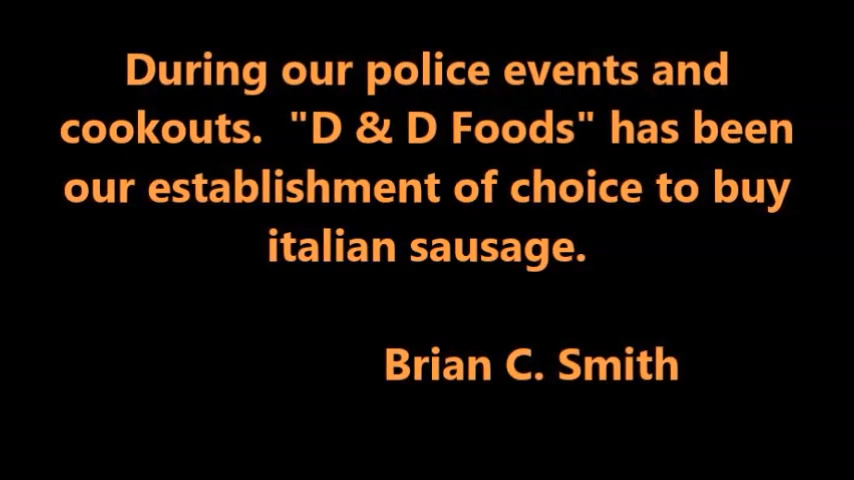 During our police events and
cookouts.  "D & D Foods" has been
our establishment of choice to buy
italian sausage.
Brian C. Smith